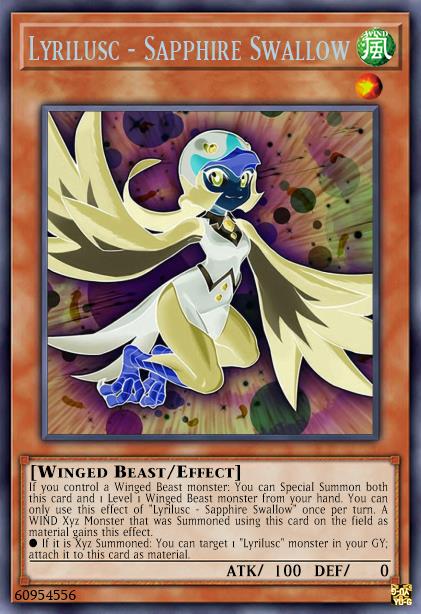 Lyrilusc - Sapphire Swallow
WIND
風
[Winged Beast/Effect]
If you control a Winged Beast monster: You can Special Summon both
this card and 1 Level 1 Winged Beast monster from your hand. You can
only use this effect of "Lyrilusc - Sapphire Swallow" once per turn. A
WIND Xyz Monster that was Summoned using this card on the field as
material gains this effect.
● If it is Xyz Summoned: You can target 1 "Lyrilusc" monster in your GY;
attach it to this card as material.
ATK/ 100 DEF/ 0
60954556